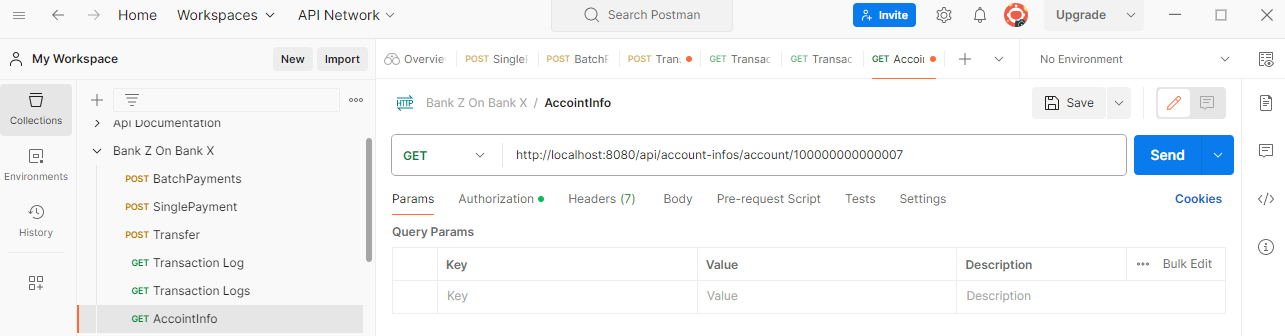 Home Workspaces API Network Search Postman Invite Upgrade
My Workspace New Import Overvie POST Single POST BatchF POST Tran GET Transac GET Transac GET Accoin No Environment
Collections
Environments
History
Api Documentation
Bank Z On Bank X
POST BatchPayments
POST SinglePayment
POST Transfer
GET Transaction Log
GET Transaction Logs
GET AccointInfo
HTTP Bank Z On Bank X / AccointInfo Save
GET http://localhost:8080/api/account-infos/account/100000000000007 Send
Params Authorization Headers (7) Body Pre-request Script Tests Settings Cookies
Query Params
Key Value Description Bulk Edit
Key Value Description